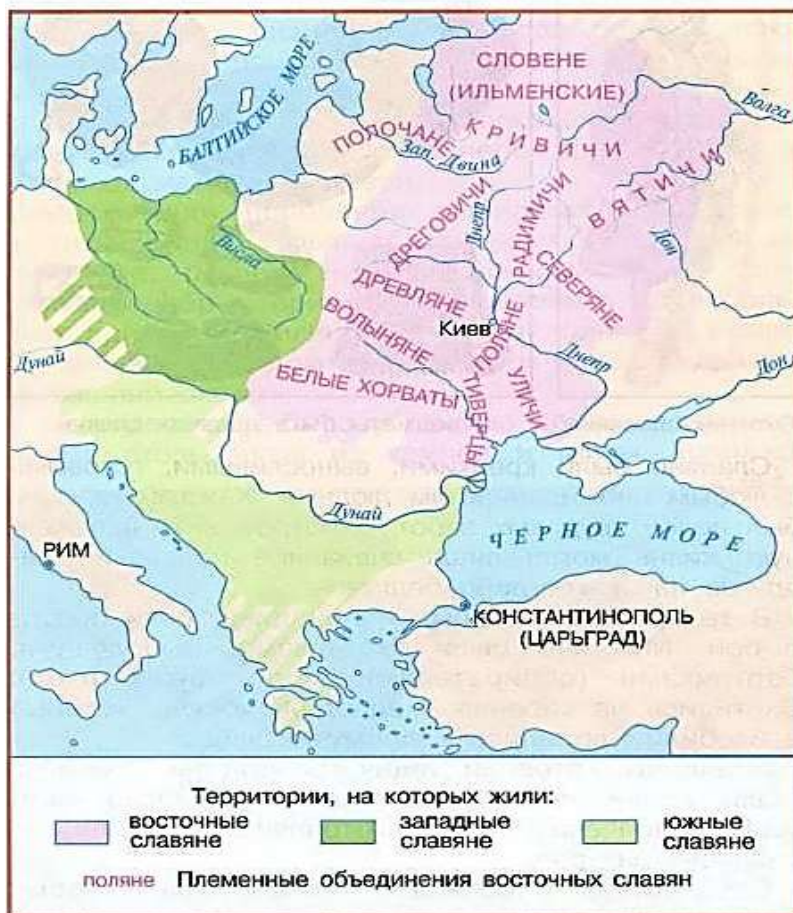 СЛОВЕНЕ
(ИЛЬМЕНСКИЕ)
Волга
БАЛТИЙСКОЕ МОРЕ
ПОЛОЧАНЕ
КРИВИЧИ
Зап. Двина
ВЯТИЧИ
ДРЕГОВИЧИ
Днепр
РАДИМИЧИ
Дон
Висла
СЕВЕРЯНЕ
ДРЕВЛЯНЕ
Киев
ПОЛЯНЕ
ВОЛЫНЯНЕ
Дунай
Днепр
Дон
БЕЛЫЕ ХОРВАТЫ
ТИВЕРЦЫ
УЛИЧИ
Дунай
ЧЕРНОЕ МОРЕ
РИМ
КОНСТАНТИНОПОЛЬ
(ЦАРЬГРАД)
Территории, на которых жили:
восточные
славяне
западные
славяне
южные
славяне
поляне Племенные объединения восточных славян